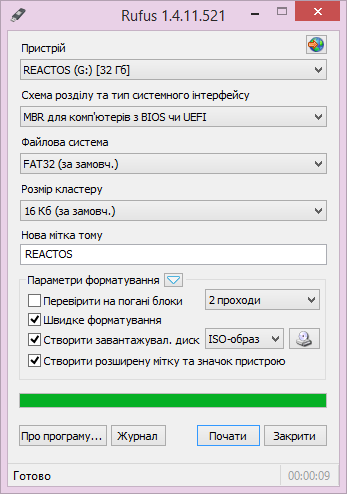 Rufus 1.4.11.521
Пристрій
REACTOS (G:) [32 Гб]
Схема розділу та тип системного інтерфейсу
MBR для комп'ютерів з BIOS чи UEFI
Файлова система
FAT32 (за замовч.)
Розмір кластеру
16 Кб (за замовч.)
Нова мітка тому
REACTOS
Параметри форматування
Перевірити на погані блоки 2 проходи
Швидке форматування
Створити завантажувал. диск ISO-образ
Створити розширену мітку та значок пристрою
Про програму... Журнал Почати Закрити
Готово 00:00:09